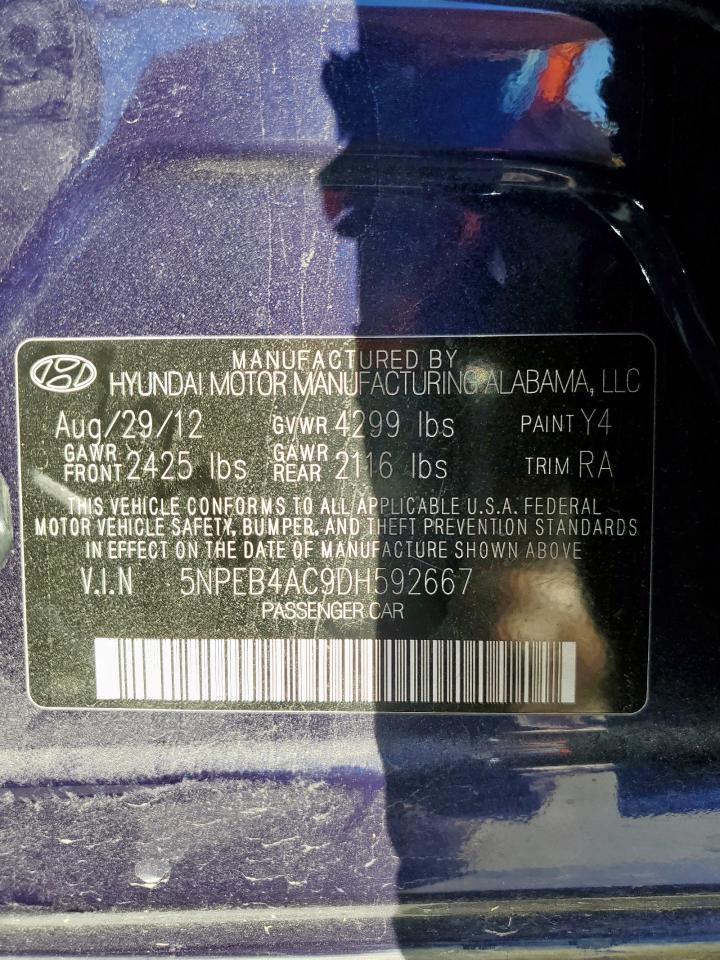 MANUFACTURED BY
HYUNDAI MOTOR MANUFACTURING ALABAMA, LLC
Aug/29/12 GVWR 4299 lbs PAINT Y4
GAWR FRONT 2425 lbs GAWR REAR 2116 lbs TRIM RA
THIS VEHICLE CONFORMS TO ALL APPLICABLE U.S.A. FEDERAL
MOTOR VEHICLE SAFETY, BUMPER, AND THEFT PREVENTION STANDARDS
IN EFFECT ON THE DATE OF MANUFACTURE SHOWN ABOVE
V.I.N 5NPEB4AC9DH592667
PASSENGER CAR